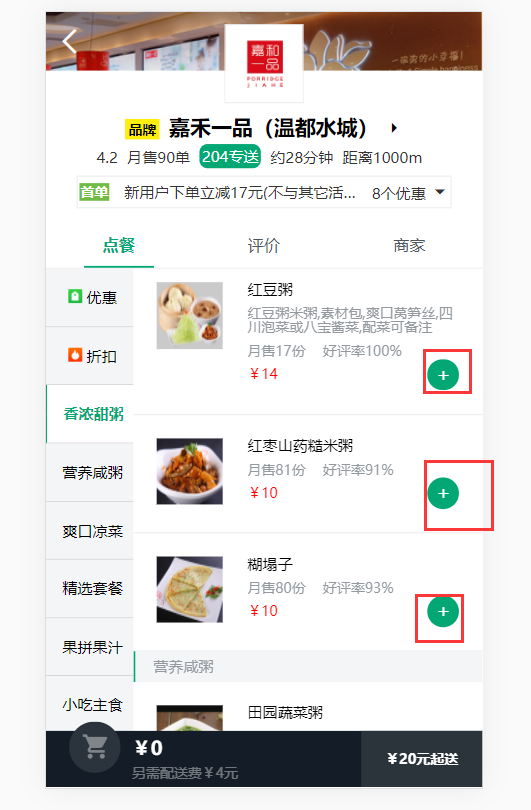 一碗粥的小幸福!
嘉和
一品
PORRIDGE
JIAHE
品牌 嘉禾一品（温都水城）
4.2 月售90单 204专送 约28分钟 距离1000m
首单 新用户下单立减17元(不与其它活... 8个优惠
点餐 评价 商家
优惠
折扣
香浓甜粥
营养咸粥
爽口凉菜
精选套餐
果拼果汁
小吃主食
红豆粥
红豆粥米粥,素材包,爽口莴笋丝,四
川泡菜或八宝酱菜,配菜可备注
月售17份 好评率100%
￥14
+
红枣山药糙米粥
月售81份 好评率91%
￥10
+
糊塌子
月售80份 好评率93%
￥10
+
营养咸粥
田园蔬菜粥
¥0
另需配送费￥4元
￥20元起送